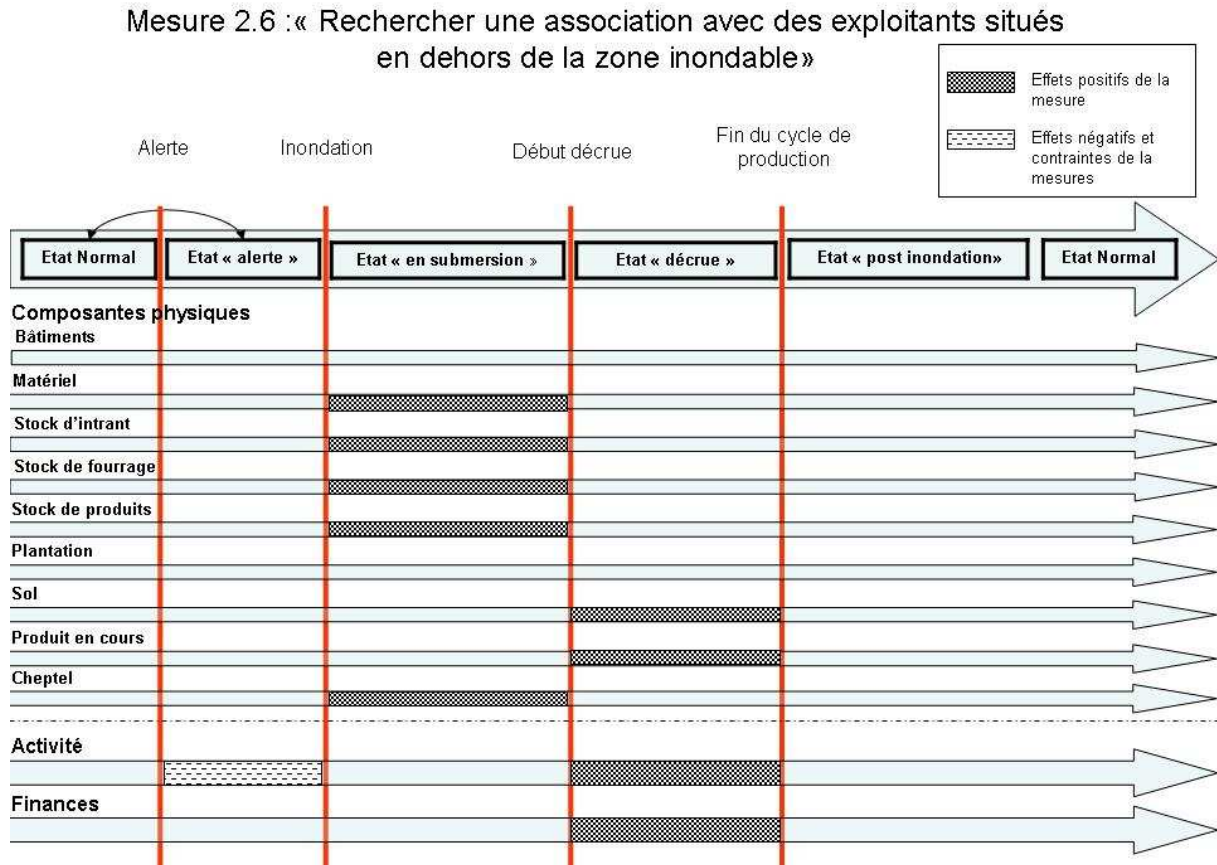 Mesure 2.6 :« Rechercher une association avec des exploitants situés
en dehors de la zone inondable»
Effets positifs de la
mesure
Effets négatifs et
contraintes de la
mesures
Alerte
Inondation
Début décrue
Fin du cycle de
production
Etat Normal
Etat « alerte »
Etat « en submersion »
Etat « décrue »
Etat « post inondation»
Etat Normal
Composantes physiques
Bâtiments
Matériel
Stock d'intrant
Stock de fourrage
Stock de produits
Plantation
Sol
Produit en cours
Cheptel
Activité
Finances